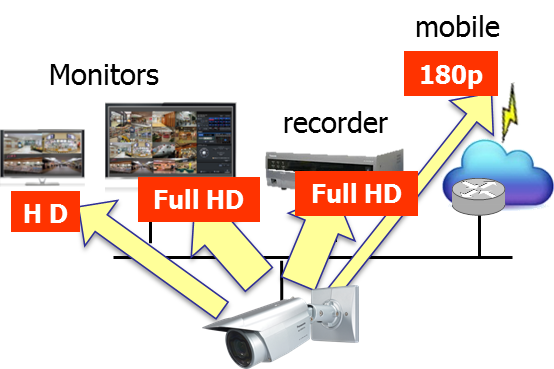 mobile
180p
Monitors
recorder
Full HD
Full HD
H D